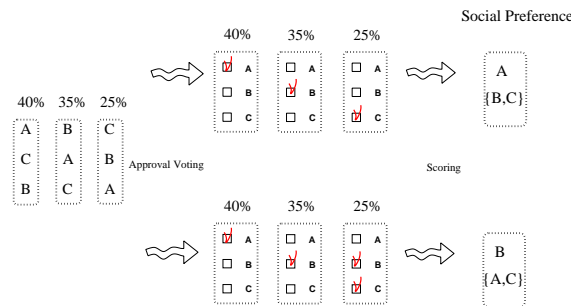 Social Preference
40% 35% 25%
A A A
B B B
C C C
A
{B,C}
40% 35% 25%
A B C
C A B
B C A
Approval Voting
Scoring
40% 35% 25%
A A A
B B B
C C C
B
{A,C}